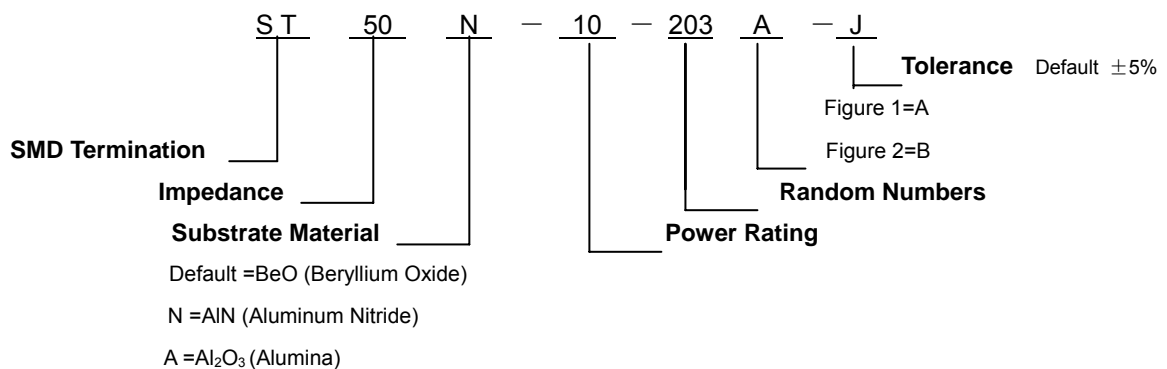 ST 50 N － 10 － 203 A － J
Tolerance Default ±5%
Figure 1=A
SMD Termination
Figure 2=B
Impedance
Random Numbers
Substrate Material
Power Rating
Default =BeO (Beryllium Oxide)
N =AlN (Aluminum Nitride)
A =Al₂O₃ (Alumina)